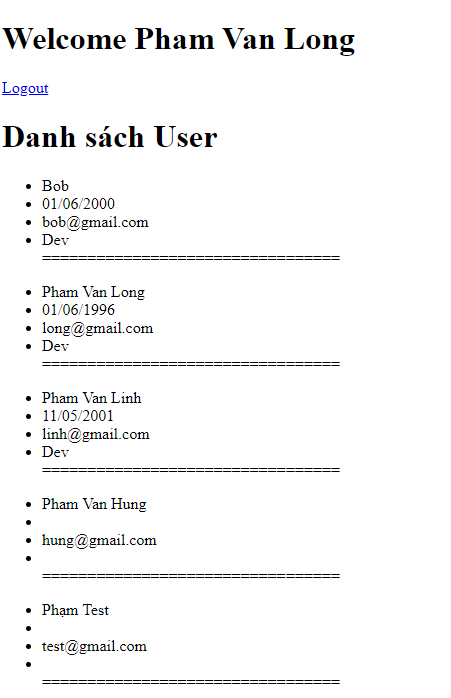 Welcome Pham Van Long
Logout
Danh sách User
Bob
01/06/2000
bob@gmail.com
Dev
=================================
Pham Van Long
01/06/1996
long@gmail.com
Dev
=================================
Pham Van Linh
11/05/2001
linh@gmail.com
Dev
=================================
Pham Van Hung
hung@gmail.com
=================================
Phạm Test
test@gmail.com
=================================